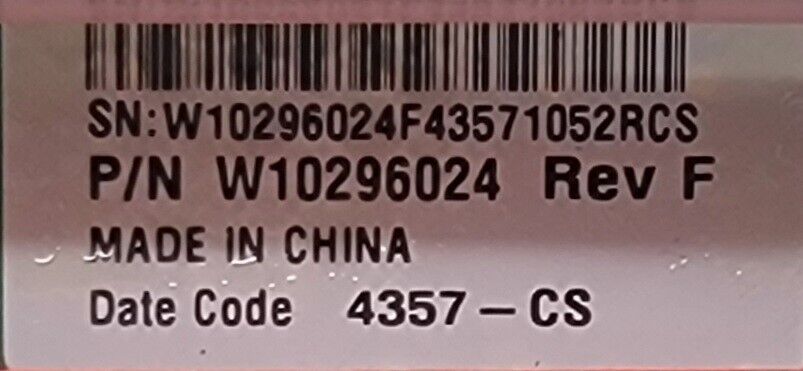 SN:W10296024F43571052RCS
P/N W10296024 Rev F
MADE IN CHINA
Date Code 4357-CS